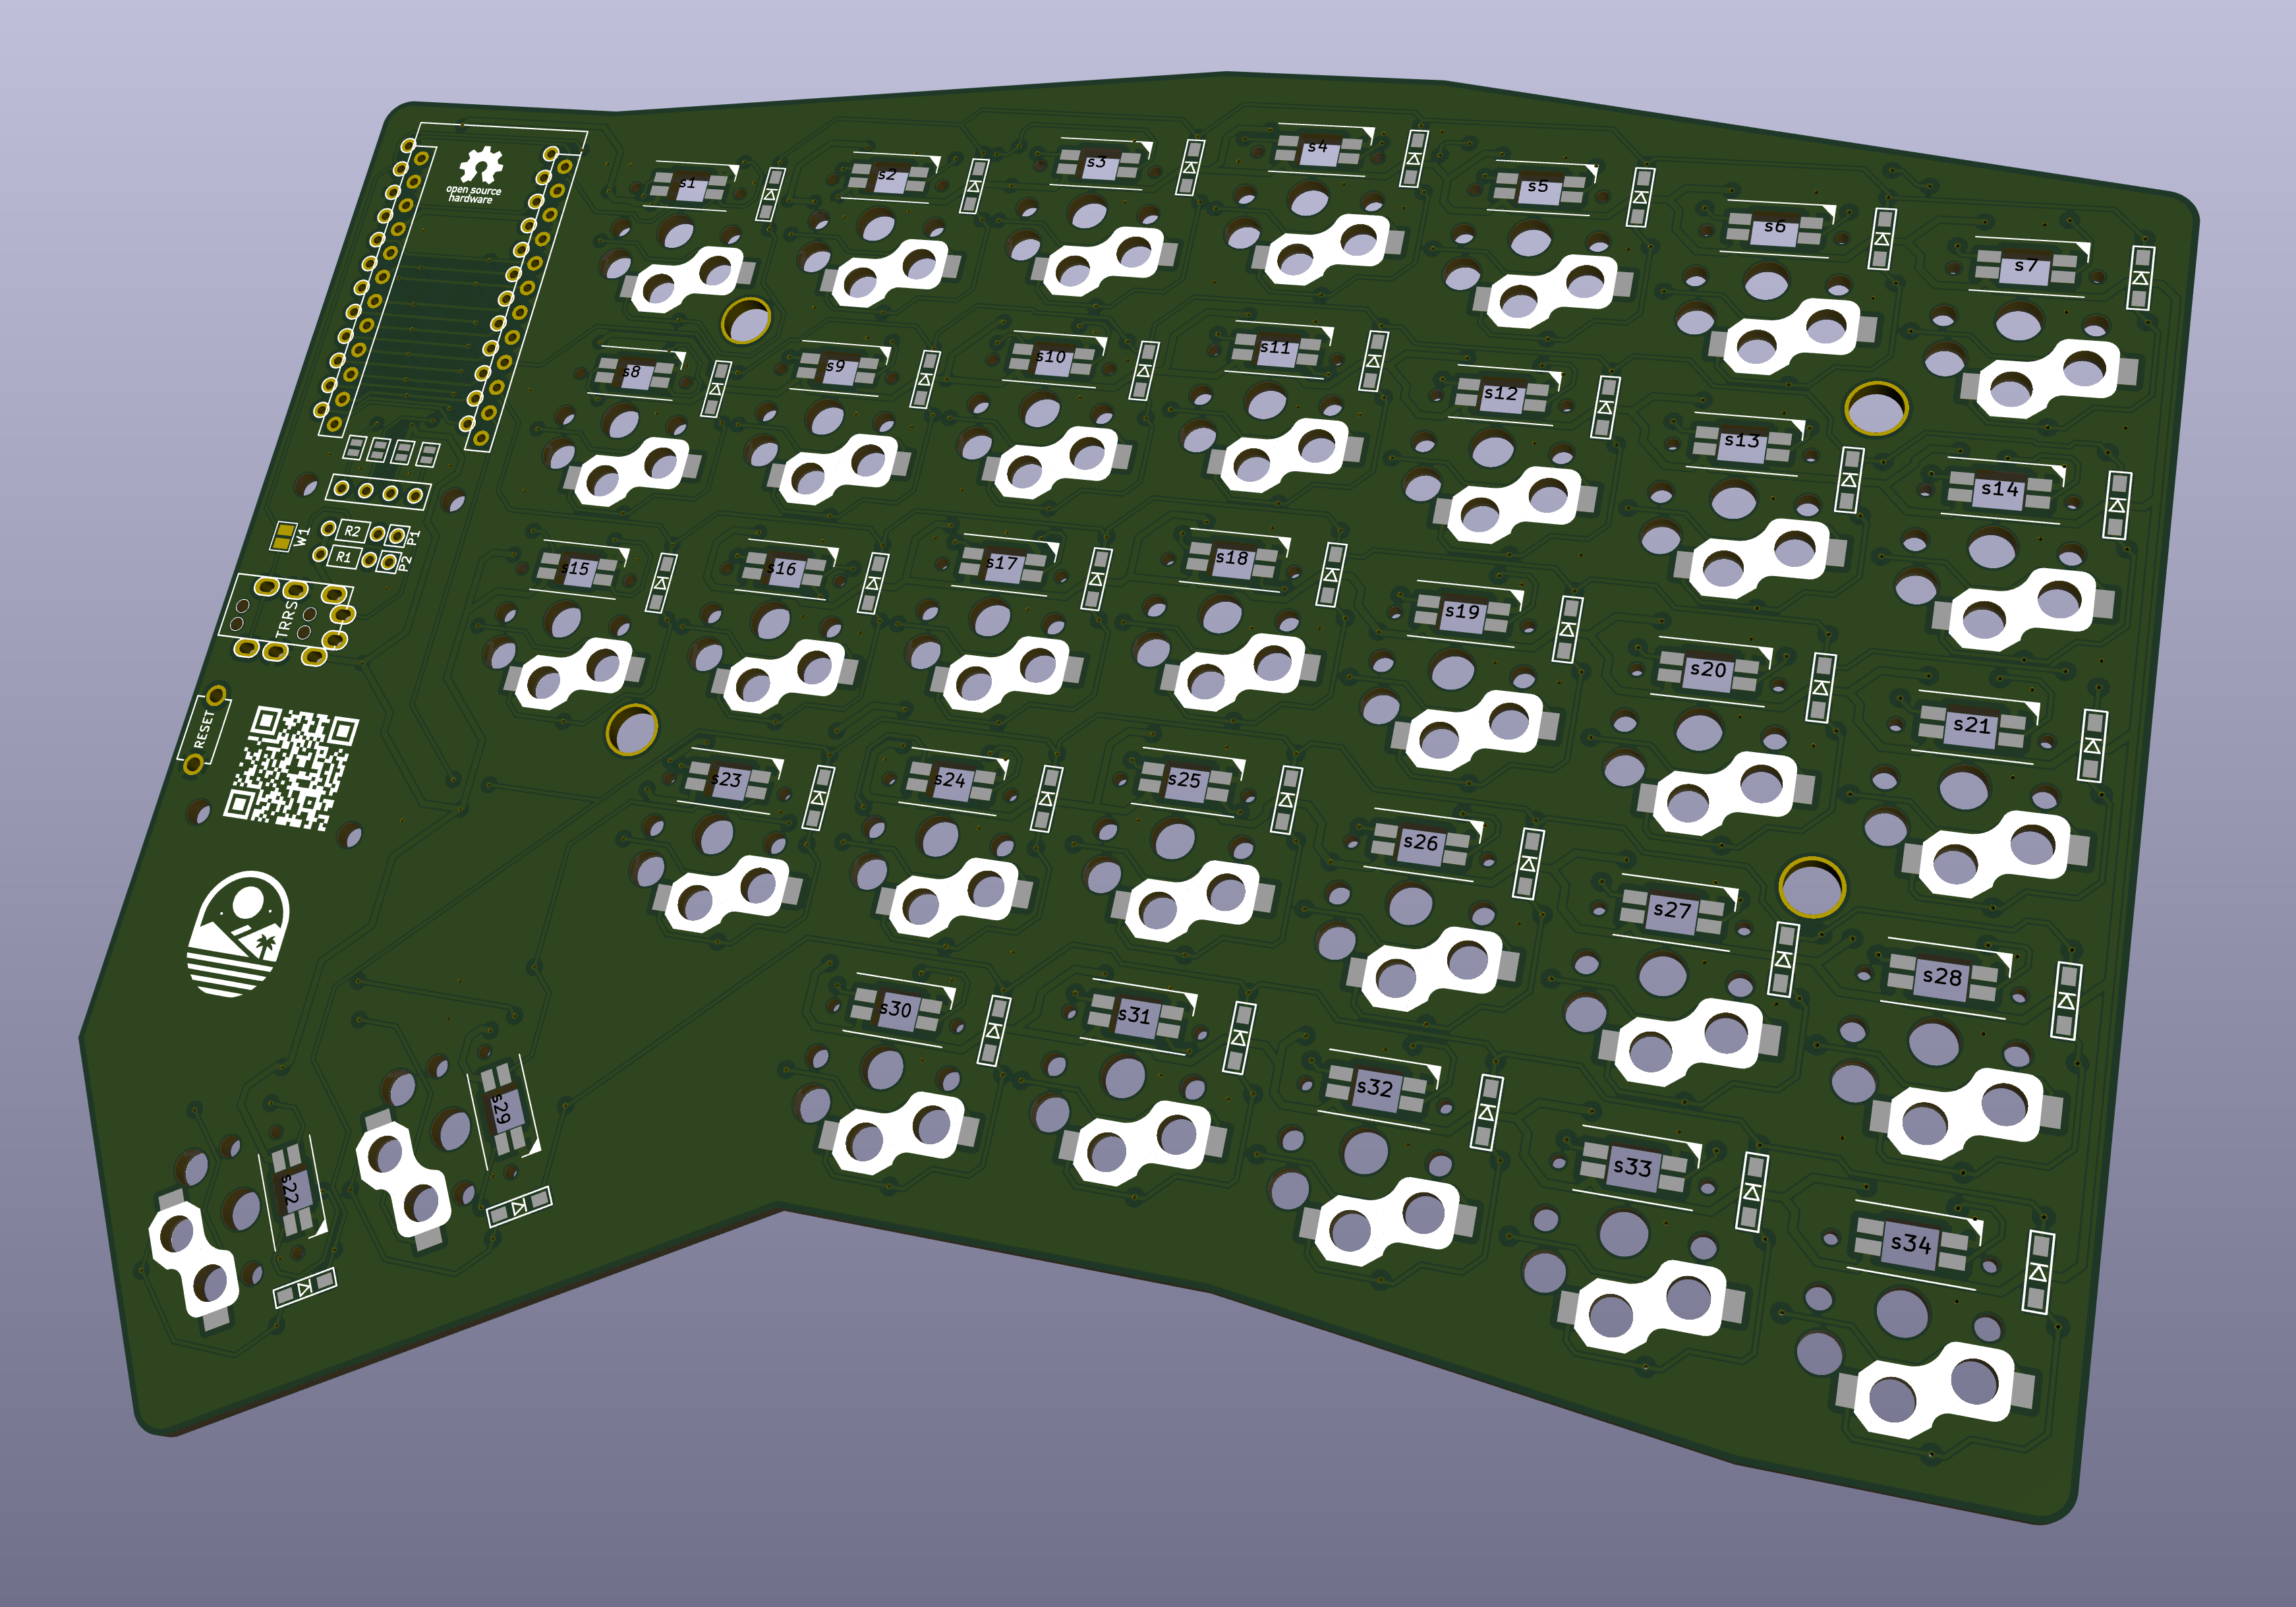 open source
hardware
s1
s2
s3
s4
s5
s6
s7
s8
s9
s10
s11
s12
s13
s14
W1
R2
P1
R1
P2
TRRS
s15
s16
s17
s18
s19
s20
s21
RESET
s23
s24
s25
s26
s27
s28
s22
s29
s30
s31
s32
s33
s34